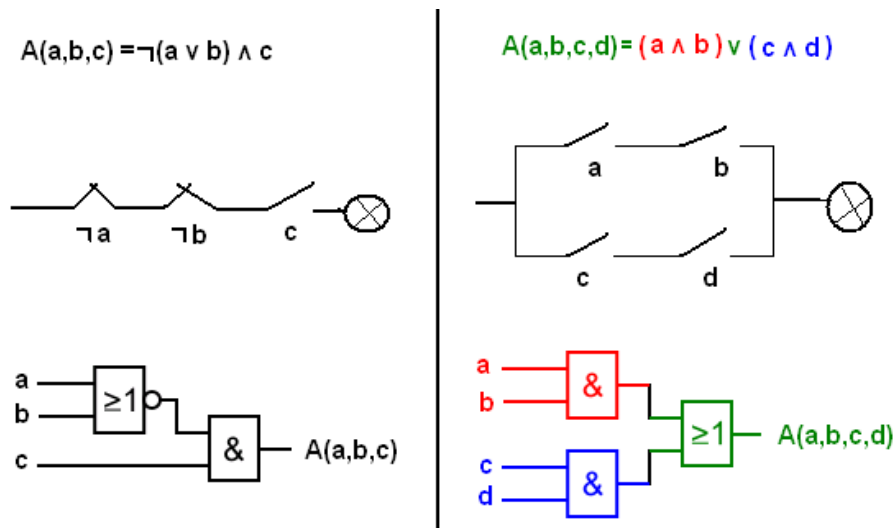 A(a,b,c) =¬(a v b) ∧ c
¬a ¬b c
a
b
≥1
c
&
A(a,b,c)
A(a,b,c,d)= (a ∧ b) v (c ∧ d)
a b
c d
a
b
&
≥1
A(a,b,c,d)
c
d
&